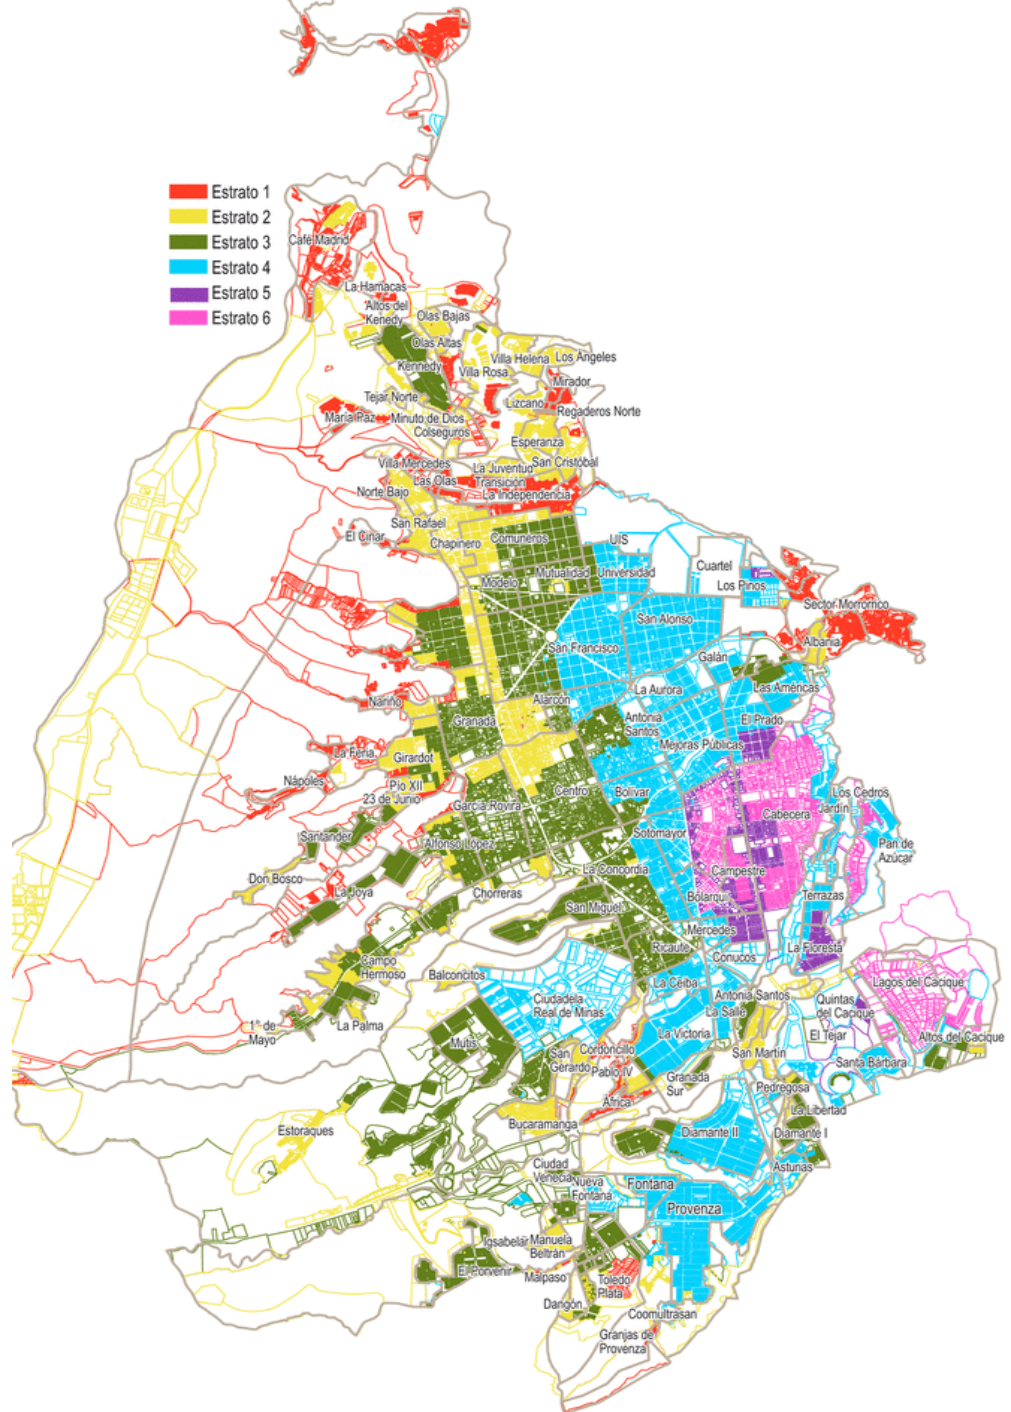 Estrato 1
Estrato 2
Estrato 3
Estrato 4
Estrato 5
Estrato 6
Café Madrid
La Hamacas
Altos del
Kenedy
Olas Bajas
Olas Altas
Kennedy
Villa Helena
Los Angeles
Villa Rosa
Mirador
Tejar Norte
Lizcano
Regaderos Norte
María Paz
Minuto de Dios
Colseguros
Esperanza
Villa Mercedes
La Juventud
San Cristóbal
Las Olas
Transición
Norte Bajo
La Independencia
San Rafael
El Cinar
Chapinero
Comuneros
UIS
Cuartel
Modelo
Mutualidad
Universidad
Los Pinos
Sector Morrorrico
San Alonso
Albania
San Francisco
Galán
La Aurora
Las Américas
Nariño
Alarcón
Granada
Antonia
Santos
El Prado
Mejoras Públicas
La Feria
Girardot
Nápoles
Pío XII
23 de Junio
García Rovira
Centro
Bolívar
Los Cedros
Cabecera
Jardín
Santander
Alfonso López
Sotomayor
Pan de
Azúcar
La Concordia
Campestre
Don Bosco
La Joya
Chorreras
San Miguel
Bolarqui
Terrazas
Mercedes
Ricaute
Conucos
La Floresta
Campo
Hermoso
Balconcitos
La Ceiba
Lagos del Cacique
Ciudadela
Real de Minas
Antonia Santos
La Salle
Quintas
del Cacique
1° de
Mayo
La Palma
La Victoria
El Tejar
Altos del Cacique
Mutis
San
Gerardo
Cordoncillo
Pablo IV
San Martín
Santa Bárbara
Granada
Sur
Pedregosa
Africa
La Libertad
Bucaramanga
Estoraques
Diamante II
Diamante I
Ciudad
Venecia
Asturias
Nueva
Fontana
Fontana
Provenza
Igsabelar
Manuela
Beltrán
El Porvenir
Malpaso
Toledo
Plata
Dangón
Coomultrasan
Granjas de
Provenza